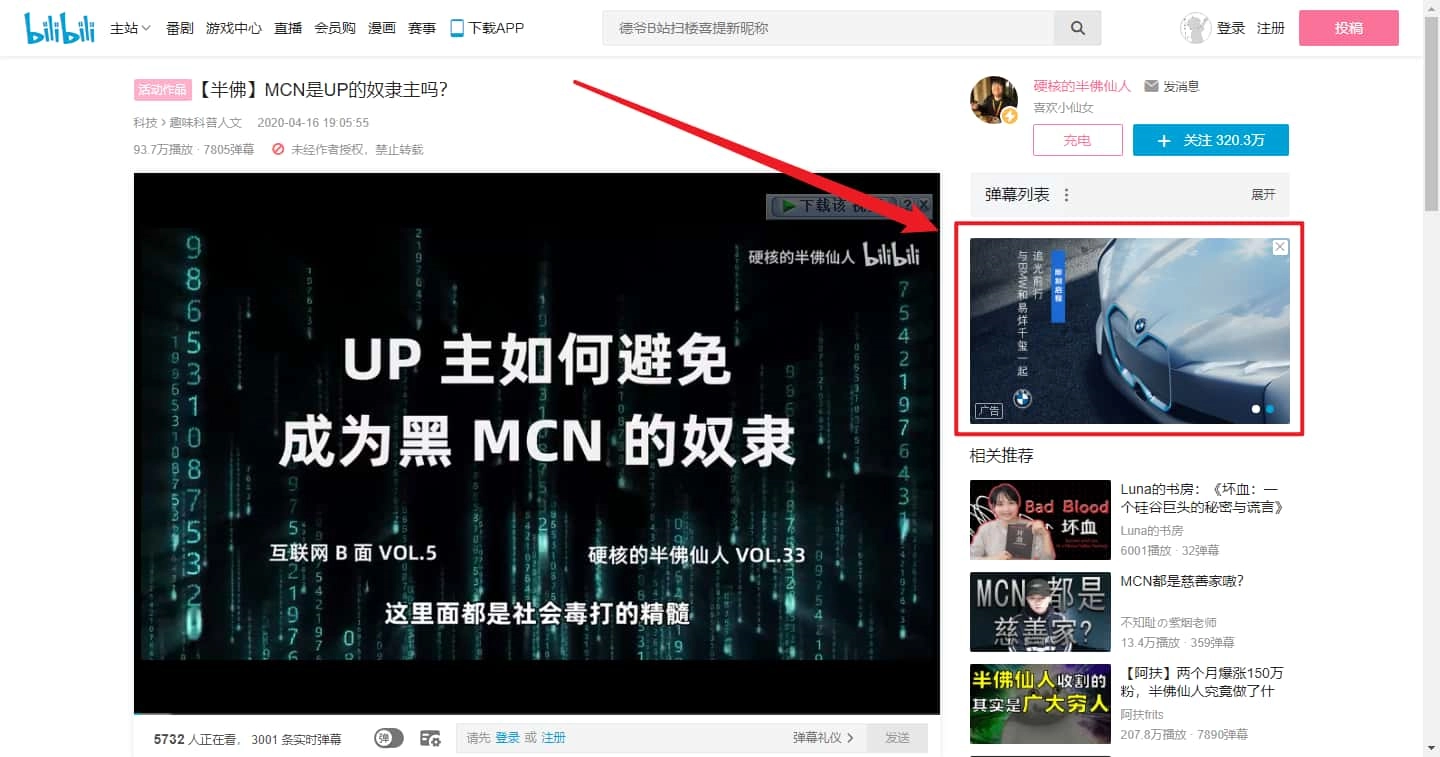 bilibili
主站 番剧 游戏中心 直播 会员购 漫画 赛事 下载APP
德爷B站扫楼喜提新昵称
登录 注册 投稿
活动作品 【半佛】MCN是UP的奴隶主吗?
科技 > 趣味科普人文 2020-04-16 19:05:55
93.7万播放 · 7805弹幕 未经作者授权，禁止转载
硬核的半佛仙人 发消息
喜欢小仙女
充电
+ 关注 320.3万
弹幕列表 展开
下载该视 ? X
硬核的半佛仙人 bilibili
UP 主如何避免
成为黑 MCN 的奴隶
互联网 B 面 VOL.5 硬核的半佛仙人 VOL.33
这里面都是社会毒打的精髓
即刻启程
追光前行
与BMW和易烊千玺一起
广告
相关推荐
Bad Blood
坏血
Luna的书房：《坏血：一
个硅谷巨头的秘密与谎言》
Luna的书房
6001播放 · 32弹幕
MCN都是
慈善家?
MCN都是慈善家嗷?
不知耻の紫烟老师
13.4万播放 · 359弹幕
半佛仙人收割的
其实是广大穷人
【阿扶】两个月爆涨150万
粉，半佛仙人究竟做了什
阿扶frits
207.8万播放 · 7890弹幕
5732 人正在看， 3001 条实时弹幕
弹
请先 登录 或 注册
弹幕礼仪 >
发送